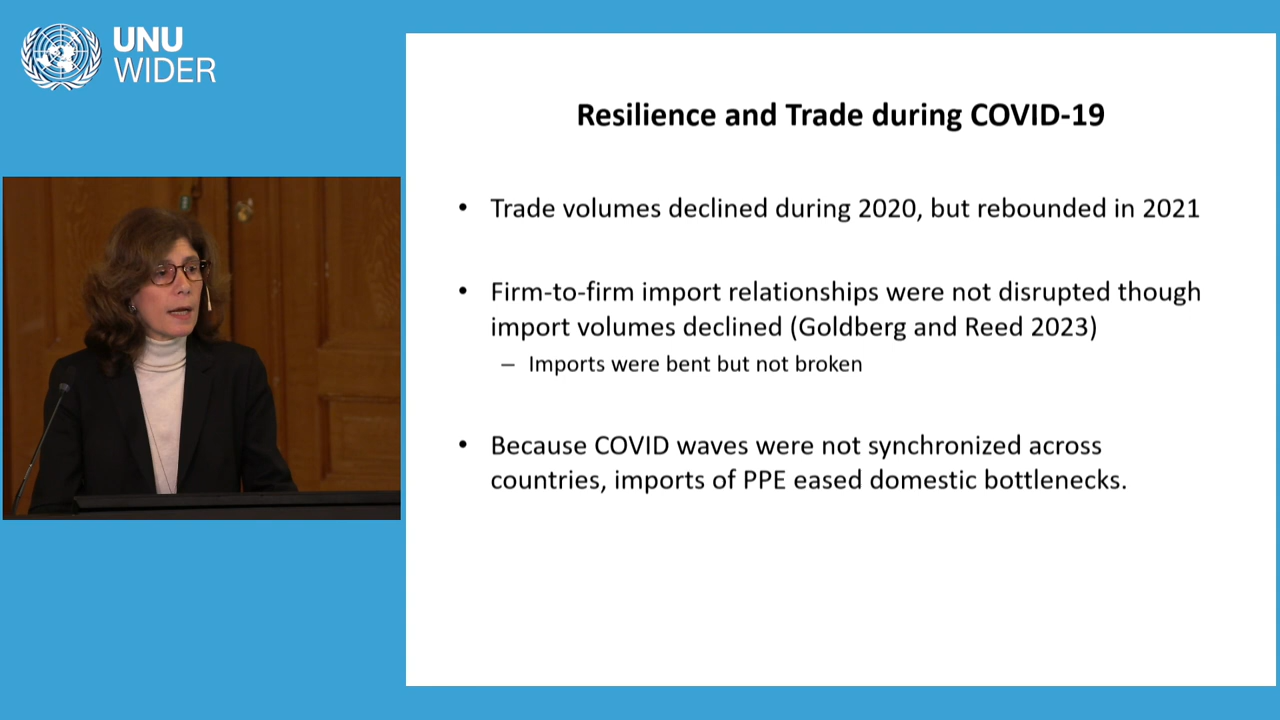 UNU
WIDER
Resilience and Trade during COVID-19
• Trade volumes declined during 2020, but rebounded in 2021
• Firm-to-firm import relationships were not disrupted though
import volumes declined (Goldberg and Reed 2023)
– Imports were bent but not broken
• Because COVID waves were not synchronized across
countries, imports of PPE eased domestic bottlenecks.